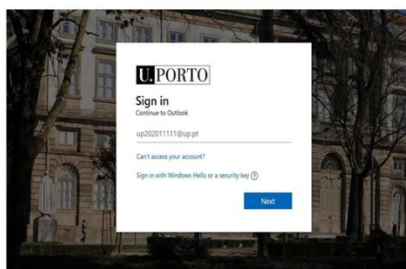 U.PORTO
Sign in
Continue to Outlook
up202011111@up.pt
Can't access your account?
Sign in with Windows Hello or a security key
Next